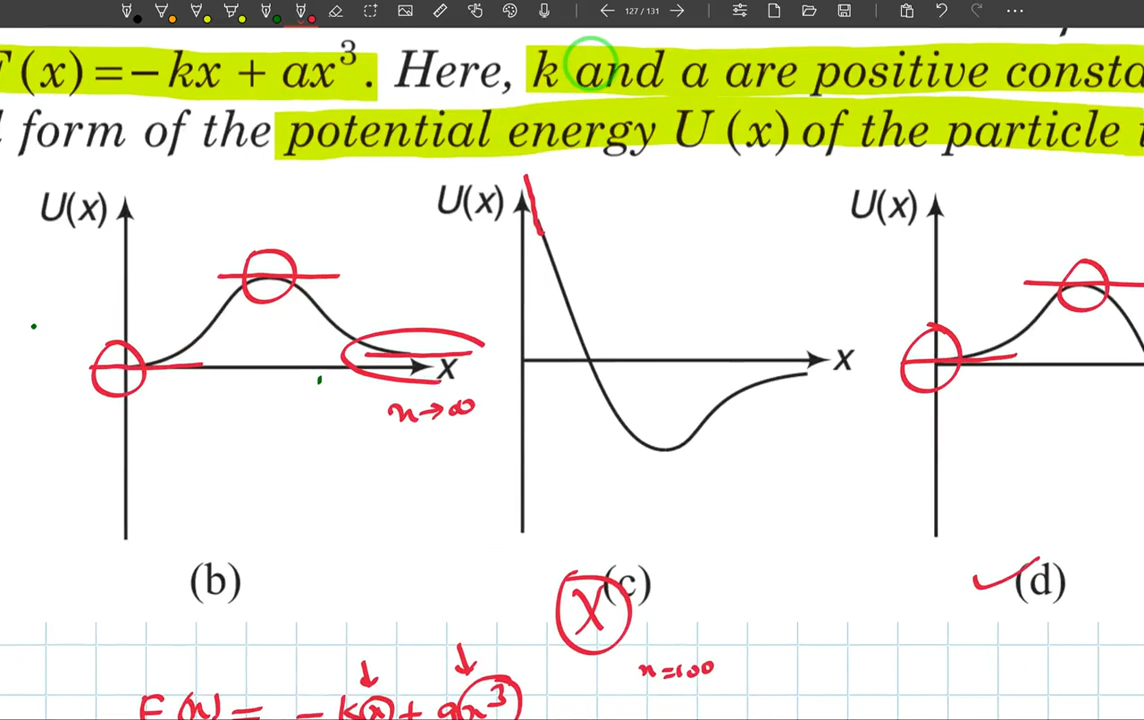 127 / 131
F (x) = – kx + ax³. Here, k and a are positive
form of the potential energy U (x) of the particle
U(x) U(x) U(x)
X X
n→∞
(b) (c) (d)
X
n=100
F(x) = – kx + ax³